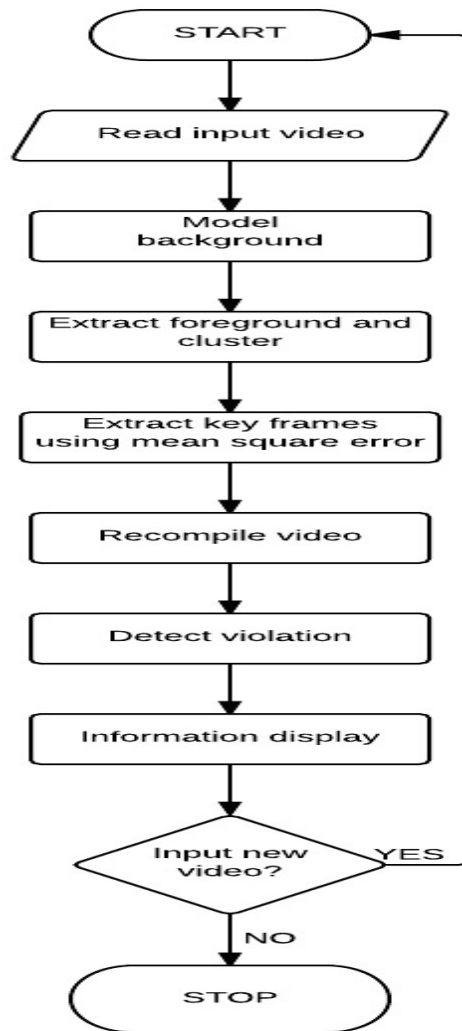 START
Read input video
Model
background
Extract foreground and
cluster
Extract key frames
using mean square error
Recompile video
Detect violation
Information display
Input new
video?
YES
NO
STOP